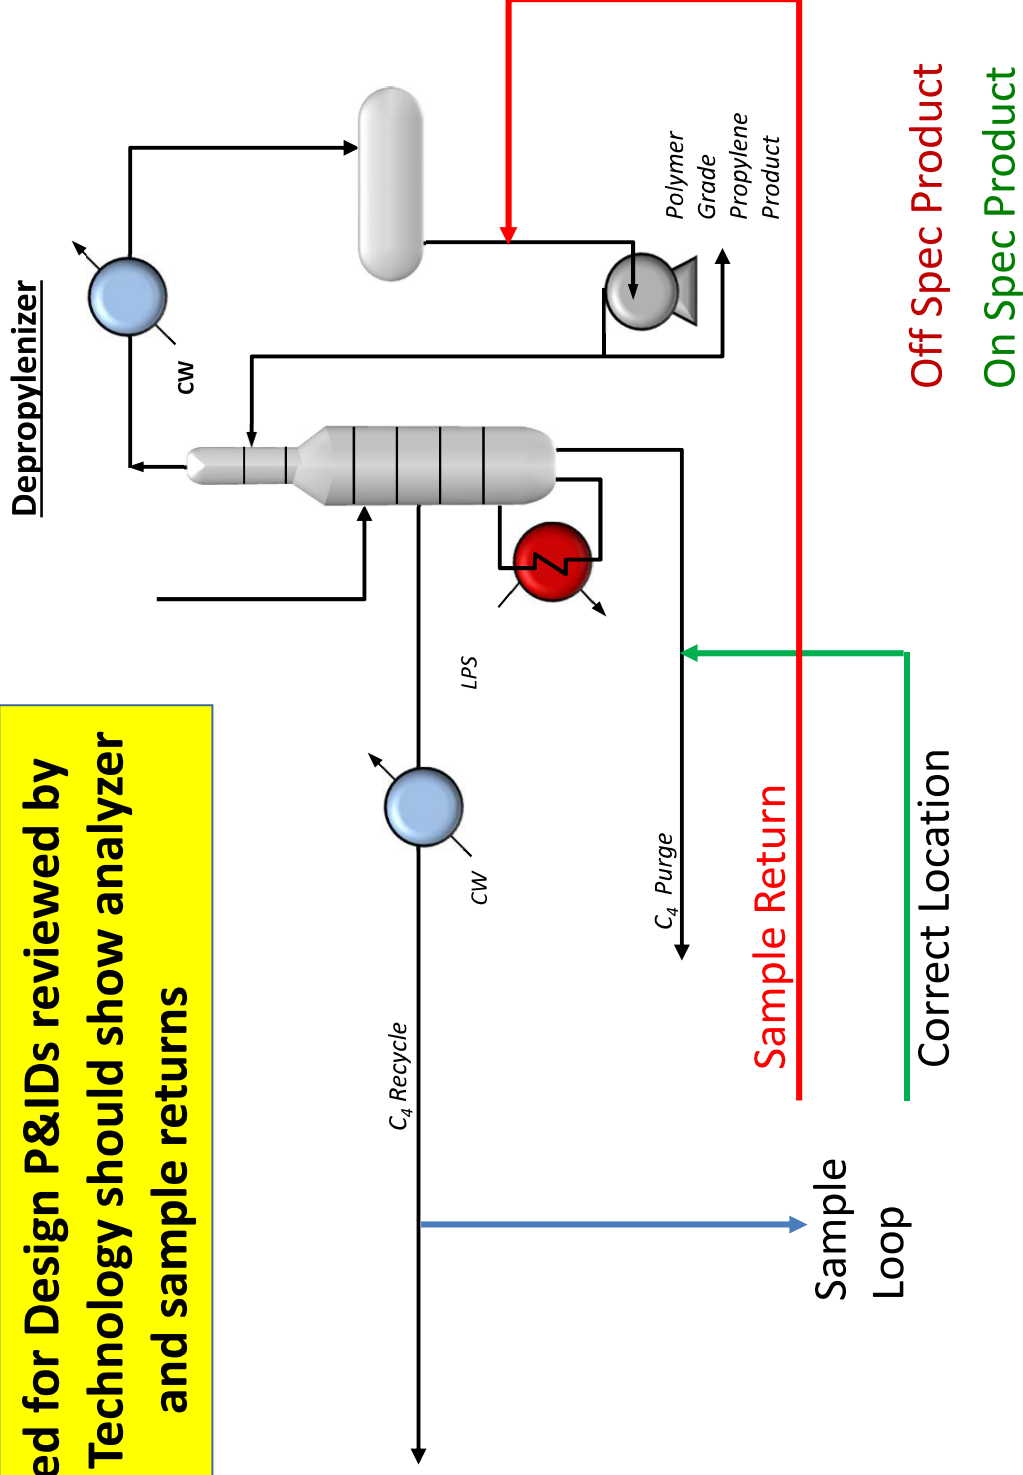 ed for Design P&IDs reviewed by
Technology should show analyzer
and sample returns
Depropylenizer
CW
LPS
CW
C₄ Recycle
C₄ Purge
Polymer
Grade
Propylene
Product
Sample Return
Correct Location
Sample
Loop
Off Spec Product
On Spec Product